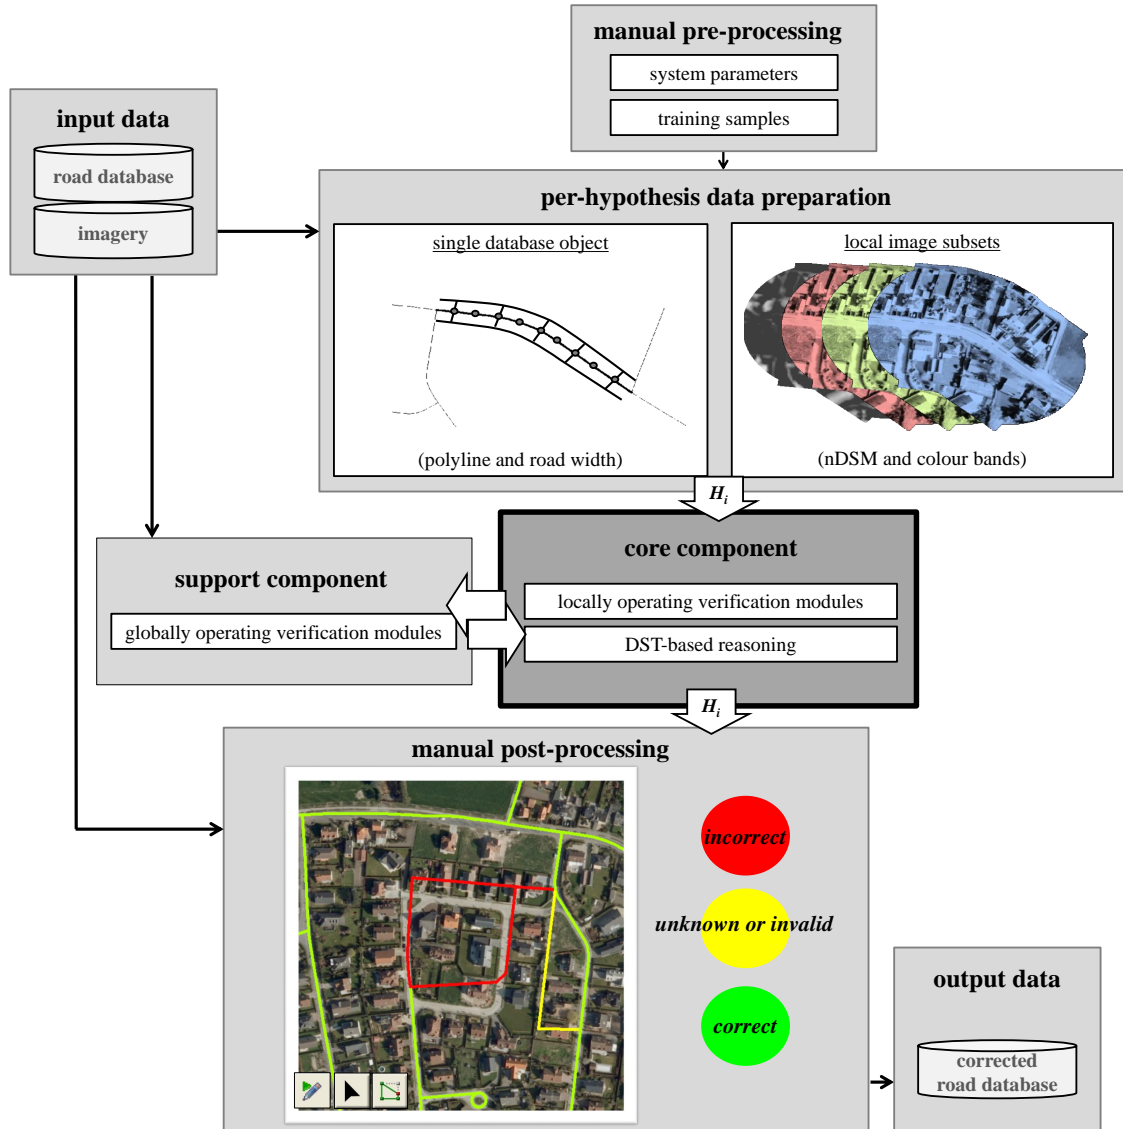 manual pre-processing
system parameters
training samples
input data
road database
imagery
per-hypothesis data preparation
single database object
(polyline and road width)
local image subsets
(nDSM and colour bands)
H_i
core component
locally operating verification modules
DST-based reasoning
support component
globally operating verification modules
H_i
manual post-processing
incorrect
unknown or invalid
correct
output data
corrected
road database